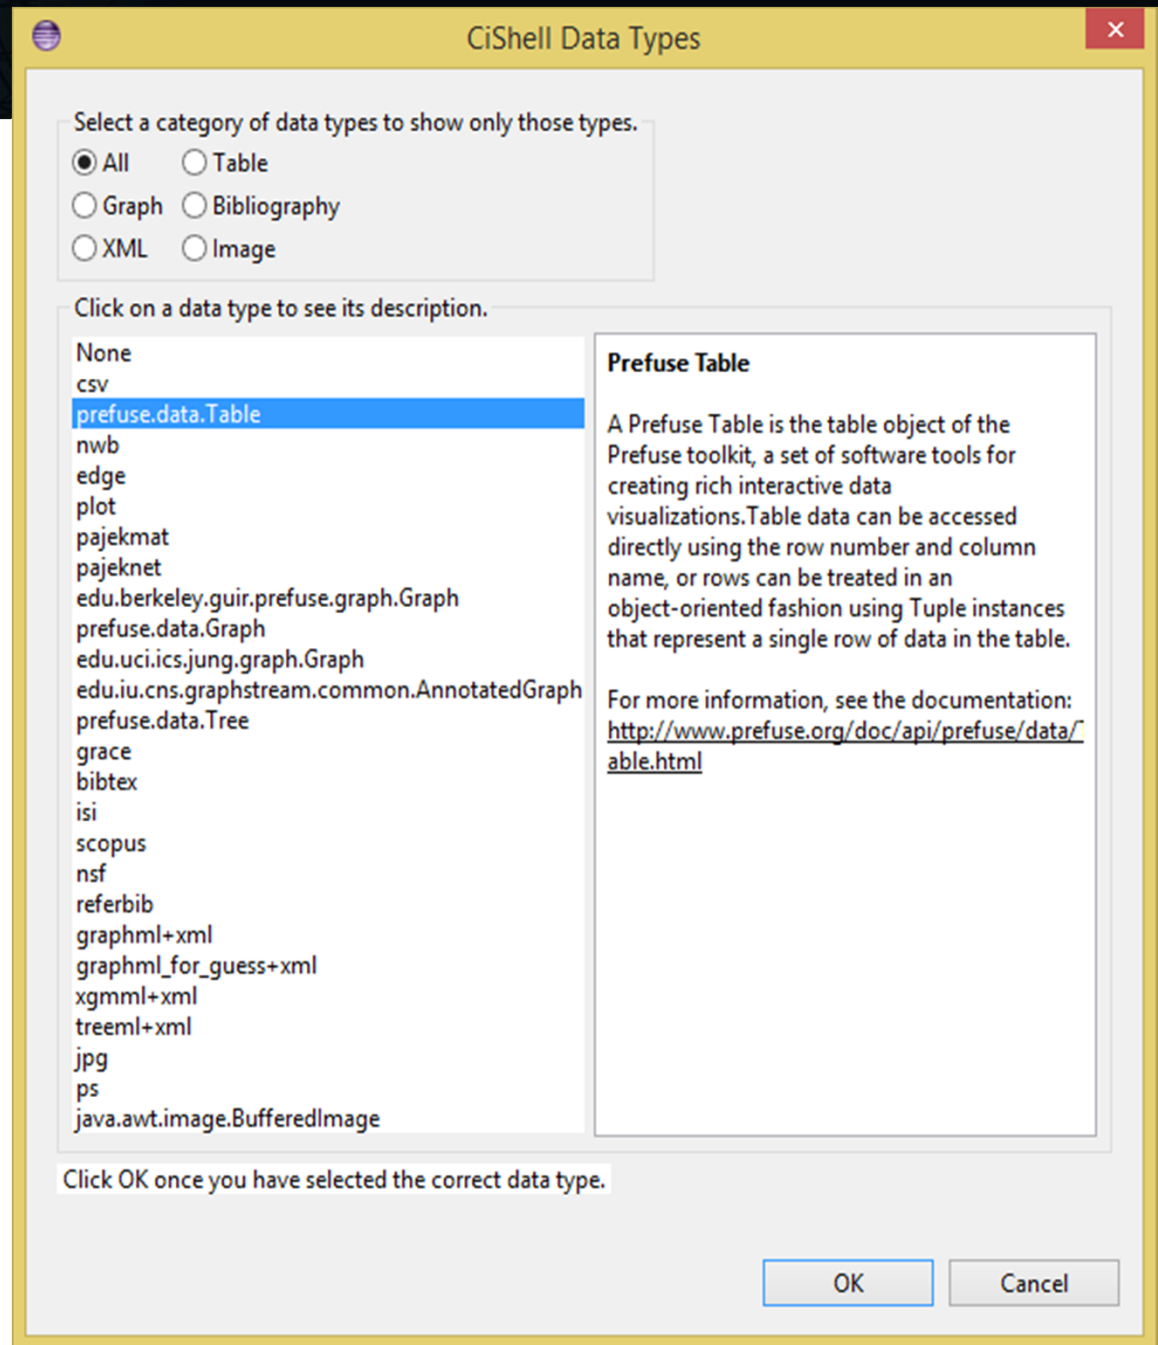 CiShell Data Types
Select a category of data types to show only those types.
All Table
Graph Bibliography
XML Image
Click on a data type to see its description.
None
csv
prefuse.data.Table
nwb
edge
plot
pajekmat
pajeknet
edu.berkeley.guir.prefuse.graph.Graph
prefuse.data.Graph
edu.uci.ics.jung.graph.Graph
edu.iu.cns.graphstream.common.AnnotatedGraph
prefuse.data.Tree
grace
bibtex
isi
scopus
nsf
referbib
graphml+xml
graphml_for_guess+xml
xgmml+xml
treeml+xml
jpg
ps
java.awt.image.BufferedImage
Prefuse Table
A Prefuse Table is the table object of the
Prefuse toolkit, a set of software tools for
creating rich interactive data
visualizations.Table data can be accessed
directly using the row number and column
name, or rows can be treated in an
object-oriented fashion using Tuple instances
that represent a single row of data in the table.
For more information, see the documentation:
http://www.prefuse.org/doc/api/prefuse/data/T
able.html
Click OK once you have selected the correct data type.
OK Cancel